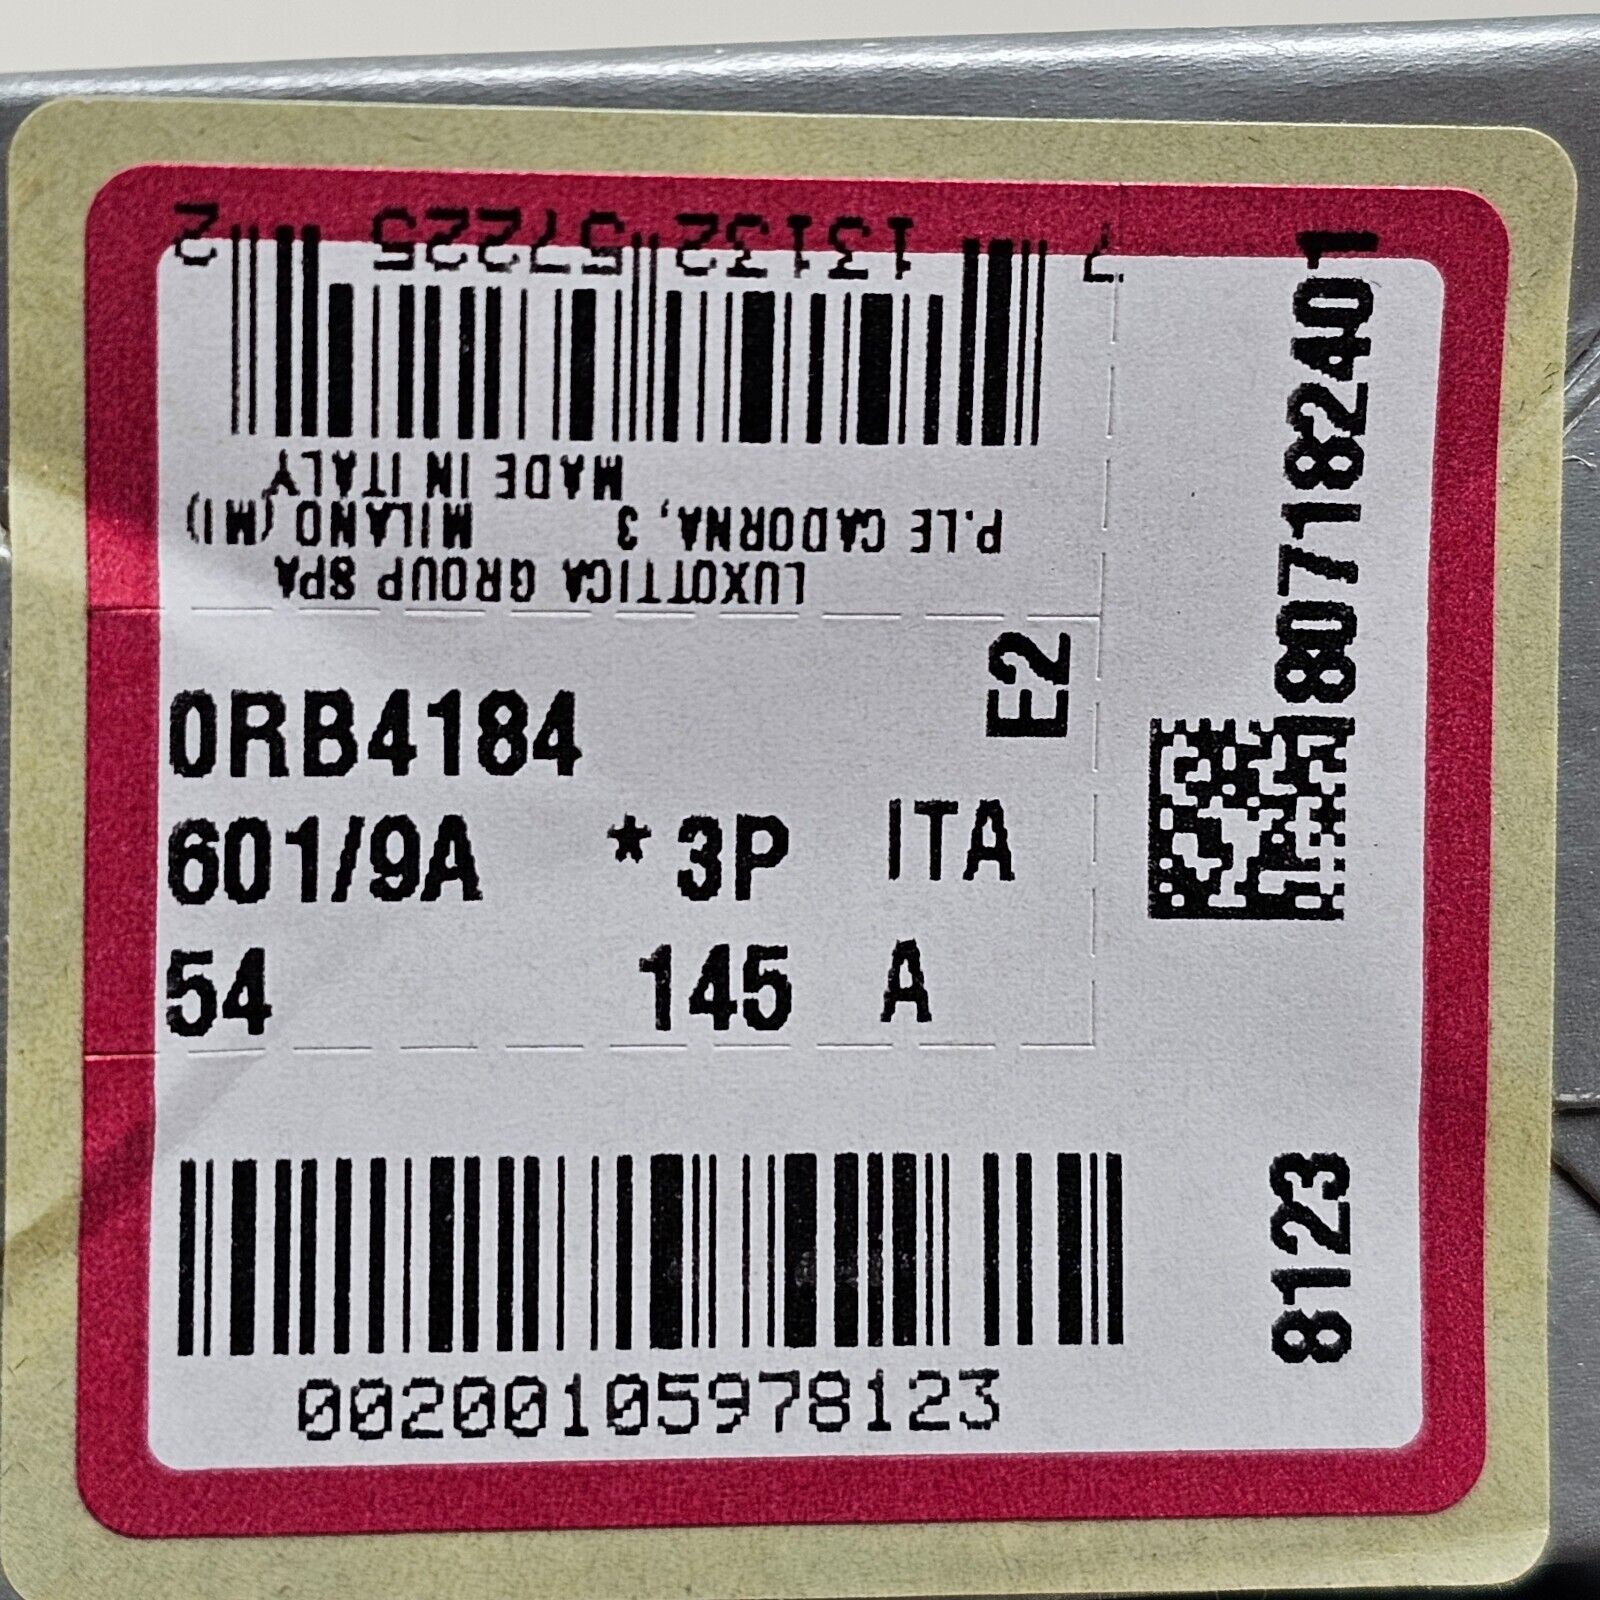 7 13132 57225 2
MADE IN ITALY
P.LE CADORNA, 3 MILANO (MI)
LUXOTTICA GROUP SPA
0RB4184 E2
601/9A *3P ITA
54 145 A
1807182401
8123
00200105978123